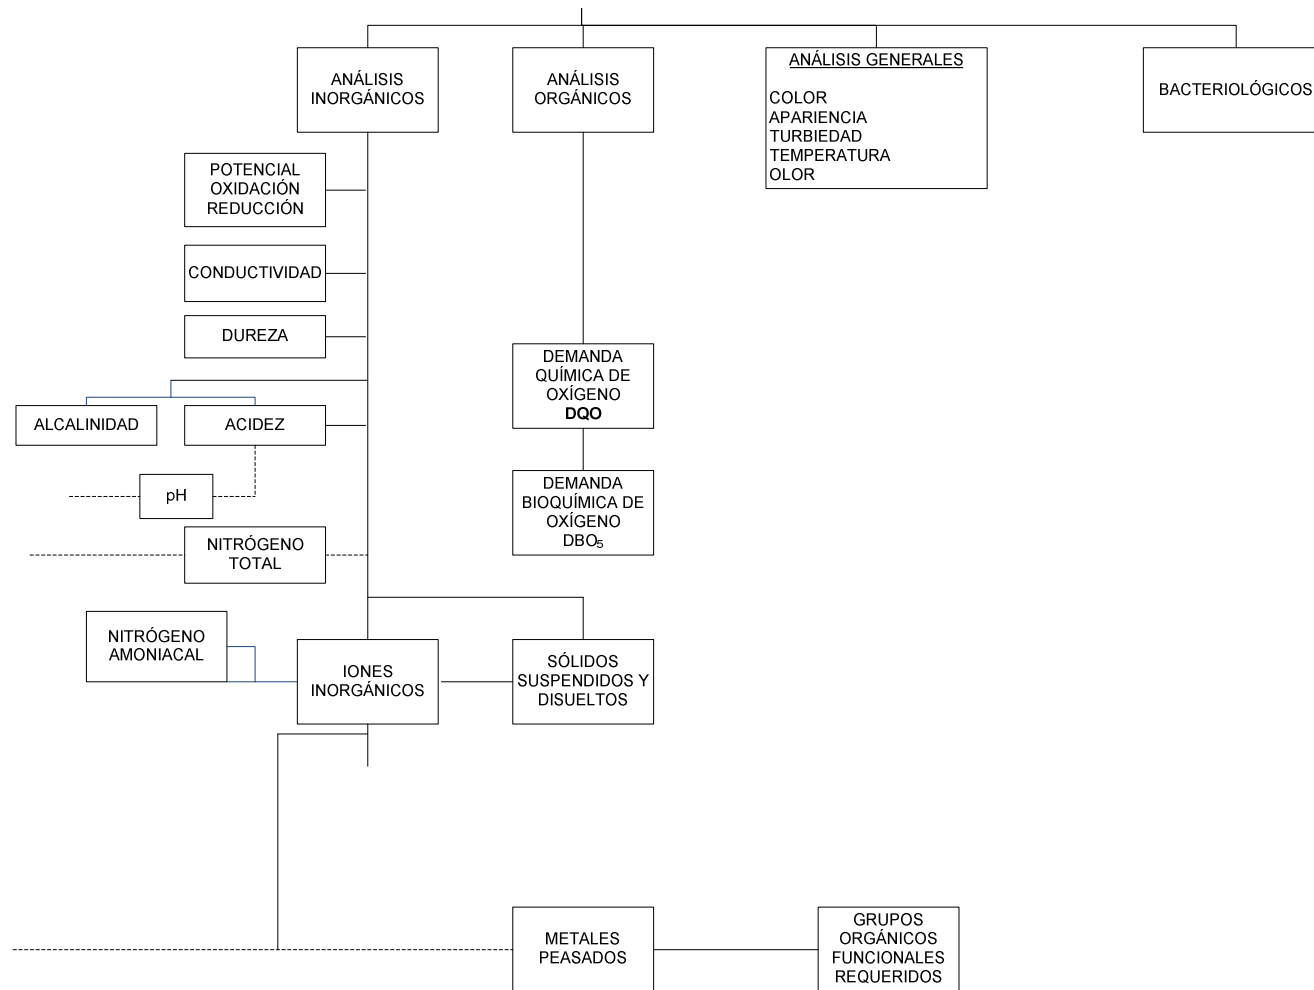 ANÁLISIS
INORGÁNICOS
ANÁLISIS
ORGÁNICOS
ANÁLISIS GENERALES
COLOR
APARIENCIA
TURBIEDAD
TEMPERATURA
OLOR
BACTERIOLÓGICOS
POTENCIAL
OXIDACIÓN
REDUCCIÓN
CONDUCTIVIDAD
DUREZA
ALCALINIDAD
ACIDEZ
pH
NITRÓGENO
TOTAL
DEMANDA
QUÍMICA DE
OXÍGENO
DQO
DEMANDA
BIOQUÍMICA DE
OXÍGENO
DBO₅
NITRÓGENO
AMONIACAL
IONES
INORGÁNICOS
SÓLIDOS
SUSPENDIDOS Y
DISUELTOS
METALES
PEASADOS
GRUPOS
ORGÁNICOS
FUNCIONALES
REQUERIDOS